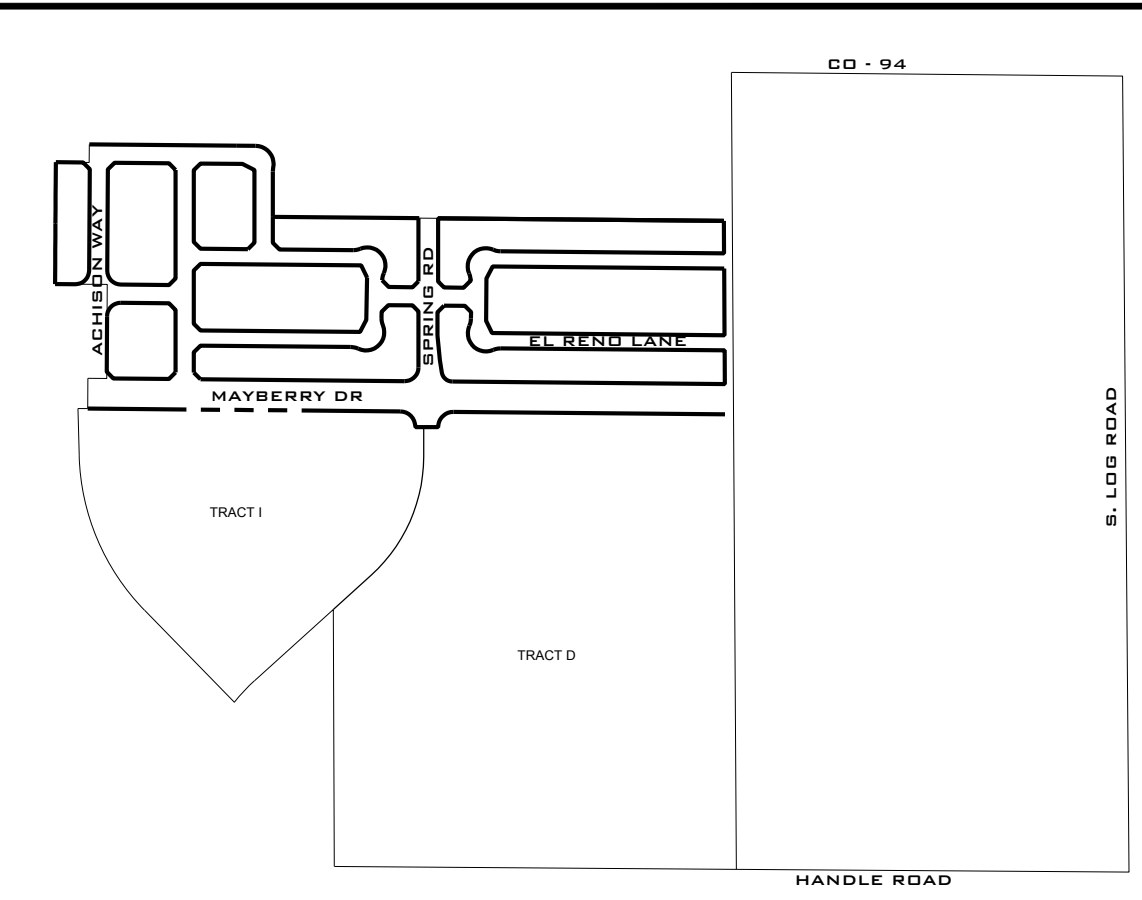 CO - 94
ACHISON WAY
SPRING RD
EL RENO LANE
MAYBERRY DR
S. LOG ROAD
TRACT I
TRACT D
HANDLE ROAD